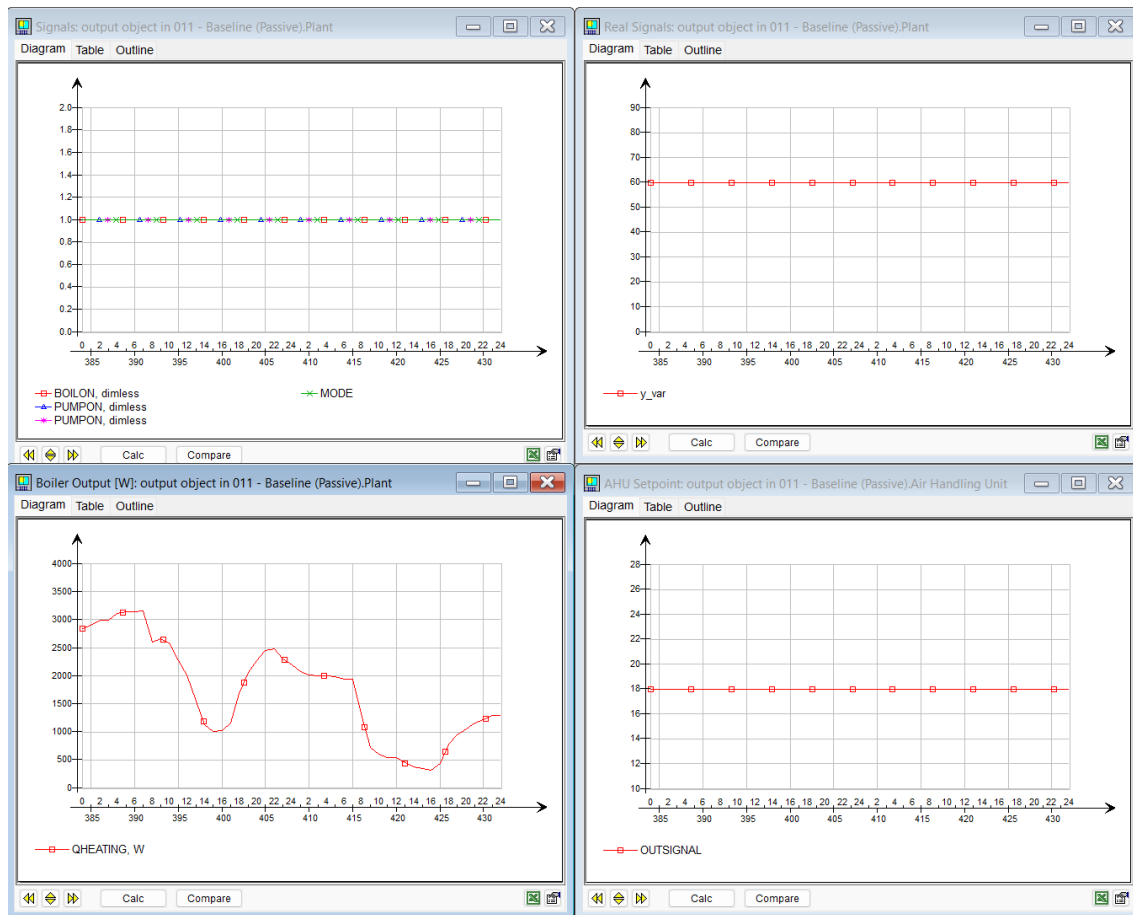 Signals: output object in 011 - Baseline (Passive).Plant
Diagram Table Outline
2.0
1.8
1.6
1.4
1.2
1.0
0.8
0.6
0.4
0.2
0.0
0 2 4 6 8 10 12 14 16 18 20 22 24 2 4 6 8 10 12 14 16 18 20 22 24
385 390 395 400 405 410 415 420 425 430
BOILON, dimless MODE
PUMPON, dimless
PUMPON, dimless
Calc Compare
Real Signals: output object in 011 - Baseline (Passive).Plant
Diagram Table Outline
90
80
70
60
50
40
30
20
10
0
0 2 4 6 8 10 12 14 16 18 20 22 24 2 4 6 8 10 12 14 16 18 20 22 24
385 390 395 400 405 410 415 420 425 430
y_var
Calc Compare
Boiler Output [W]: output object in 011 - Baseline (Passive).Plant
Diagram Table Outline
4000
3500
3000
2500
2000
1500
1000
500
0
0 2 4 6 8 10 12 14 16 18 20 22 24 2 4 6 8 10 12 14 16 18 20 22 24
385 390 395 400 405 410 415 420 425 430
QHEATING, W
Calc Compare
AHU Setpoint: output object in 011 - Baseline (Passive).Air Handling Unit
Diagram Table Outline
28
26
24
22
20
18
16
14
12
10
0 2 4 6 8 10 12 14 16 18 20 22 24 2 4 6 8 10 12 14 16 18 20 22 24
385 390 395 400 405 410 415 420 425 430
OUTSIGNAL
Calc Compare